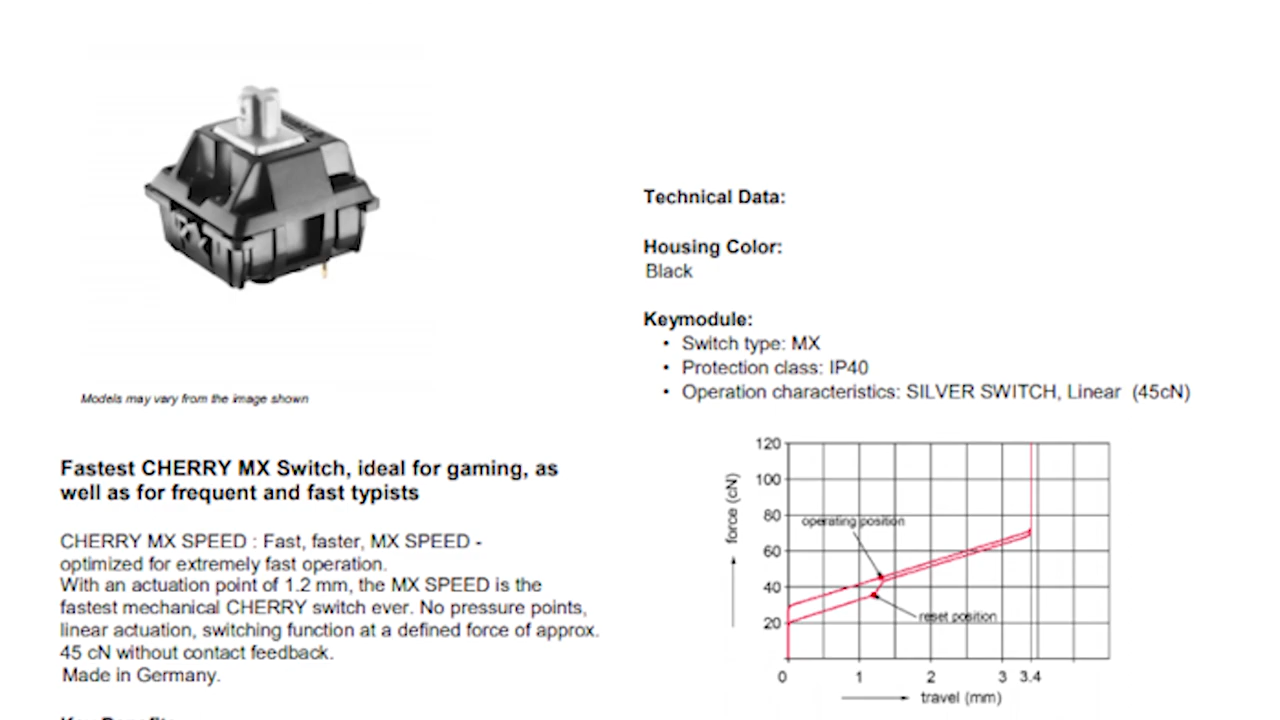 Models may vary from the image shown
Fastest CHERRY MX Switch, ideal for gaming, as
well as for frequent and fast typists
CHERRY MX SPEED : Fast, faster, MX SPEED -
optimized for extremely fast operation.
With an actuation point of 1.2 mm, the MX SPEED is the
fastest mechanical CHERRY switch ever. No pressure points,
linear actuation, switching function at a defined force of approx.
45 cN without contact feedback.
Made in Germany.
Technical Data:
Housing Color:
Black
Keymodule:
• Switch type: MX
• Protection class: IP40
• Operation characteristics: SILVER SWITCH, Linear (45cN)
force (cN)
120
100
80
60
40
20
operating position
reset position
0 1 2 3 3.4
travel (mm)